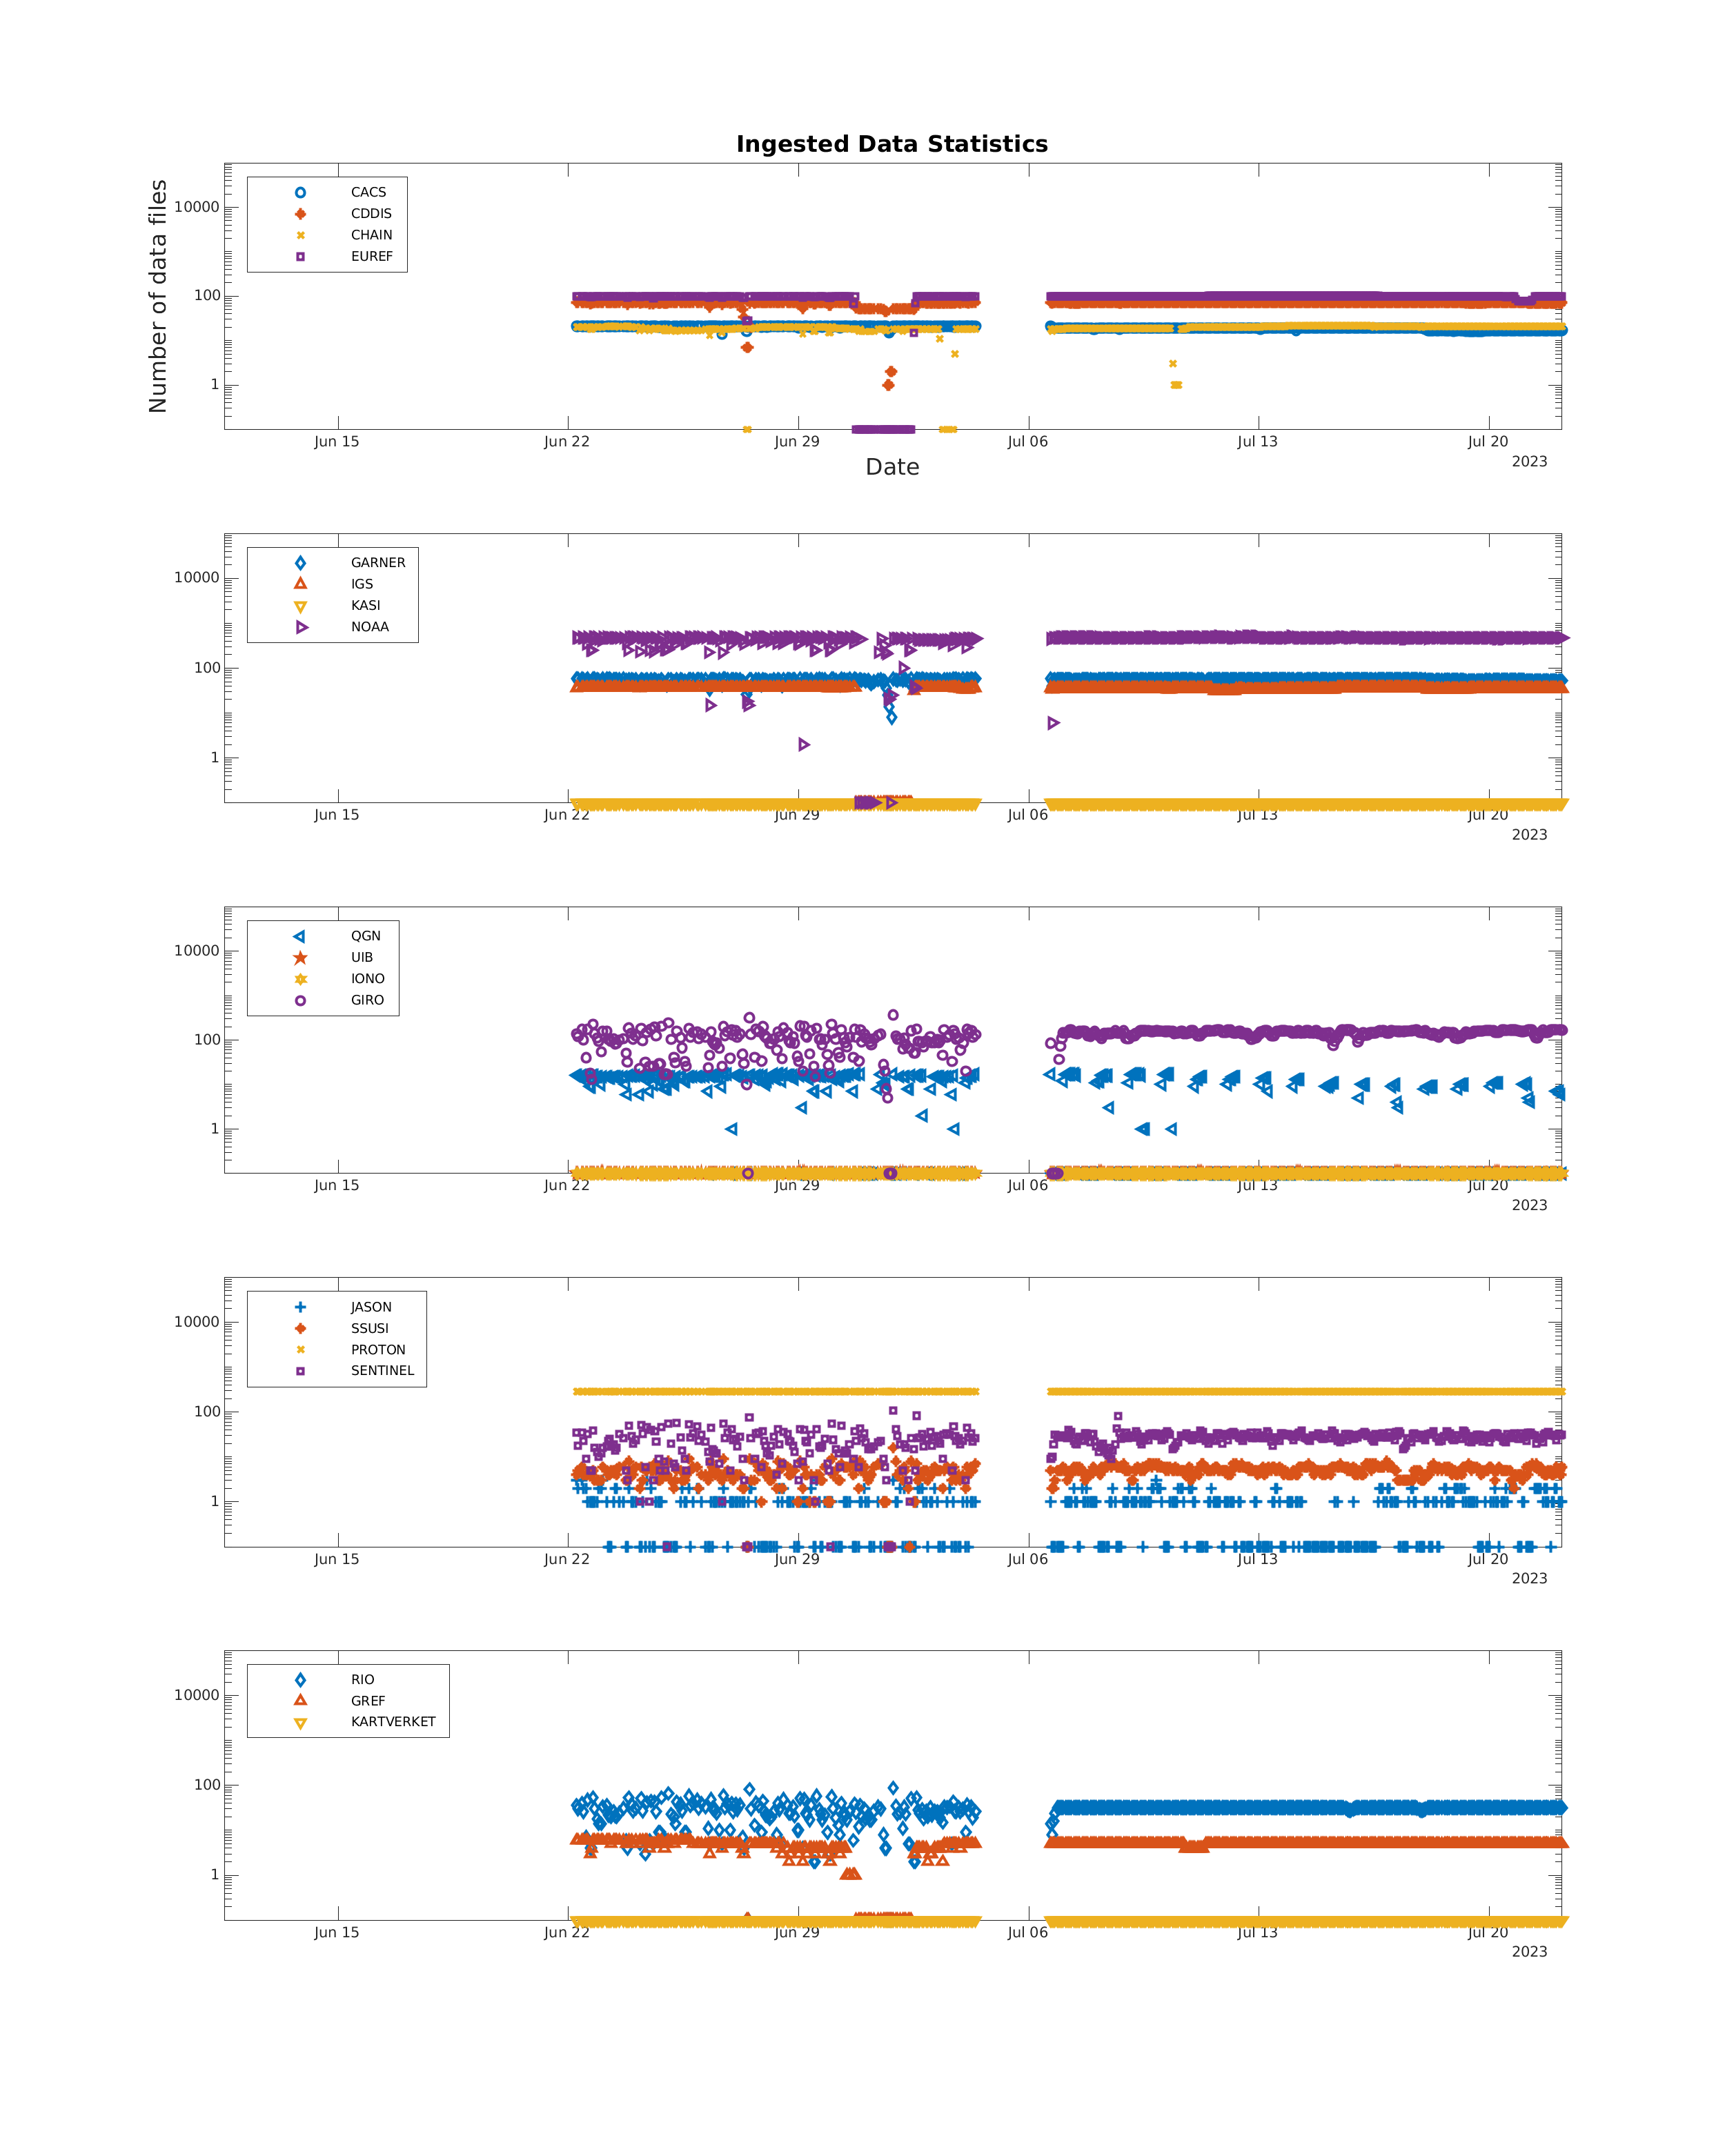 Ingested Data Statistics
Number of data files
CACS
CDDIS
CHAIN
EUREF
10000
100
1
Jun 15 Jun 22 Jun 29 Jul 06 Jul 13 Jul 20
2023
Date
GARNER
IGS
KASI
NOAA
10000
100
1
Jun 15 Jun 22 Jun 29 Jul 06 Jul 13 Jul 20
2023
QGN
UIB
IONO
GIRO
10000
100
1
Jun 15 Jun 22 Jun 29 Jul 06 Jul 13 Jul 20
2023
JASON
SSUSI
PROTON
SENTINEL
10000
100
1
Jun 15 Jun 22 Jun 29 Jul 06 Jul 13 Jul 20
2023
RIO
GREF
KARTVERKET
10000
100
1
Jun 15 Jun 22 Jun 29 Jul 06 Jul 13 Jul 20
2023